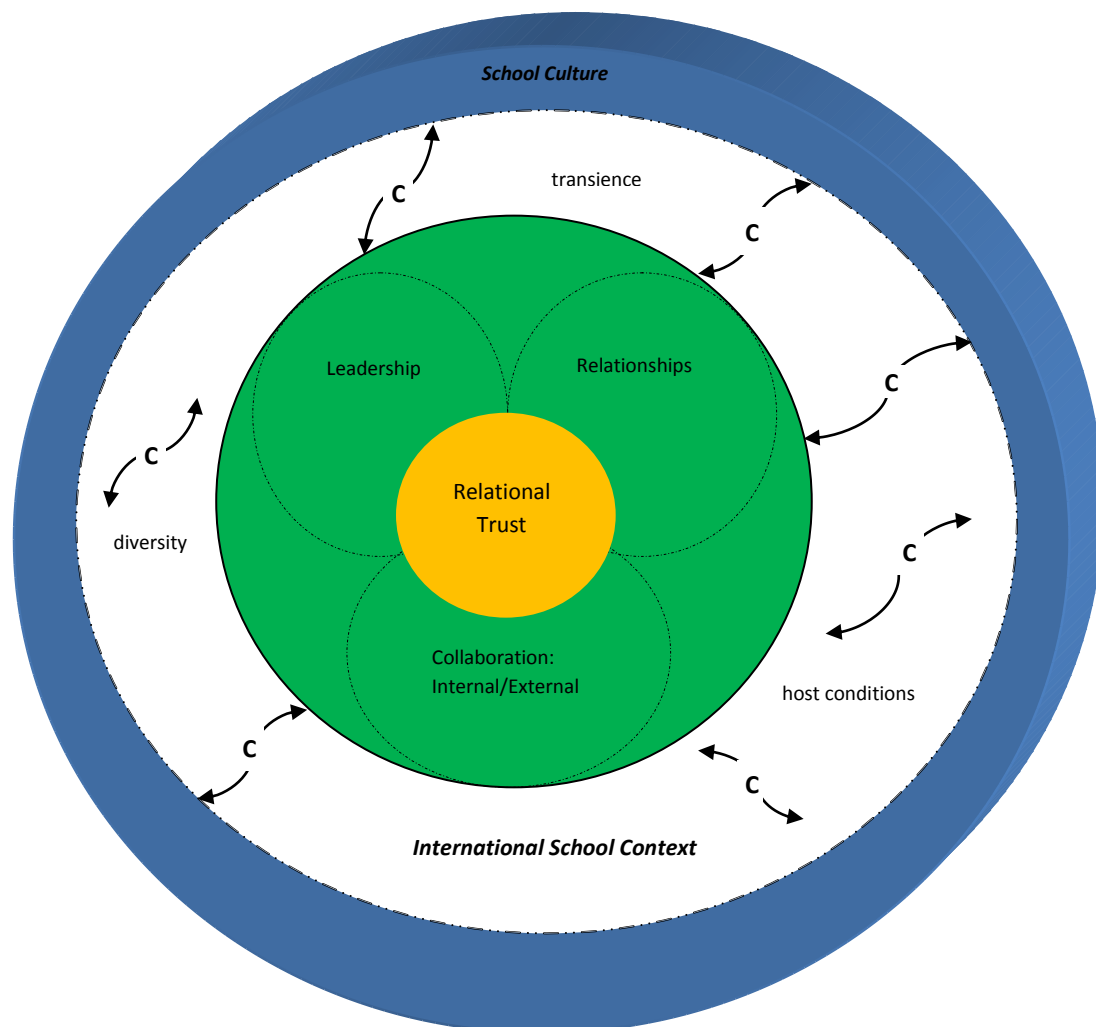 School Culture
transience
C
C
C
Leadership
Relationships
C
Relational
Trust
diversity
C
Collaboration:
Internal/External
host conditions
C
C
International School Context